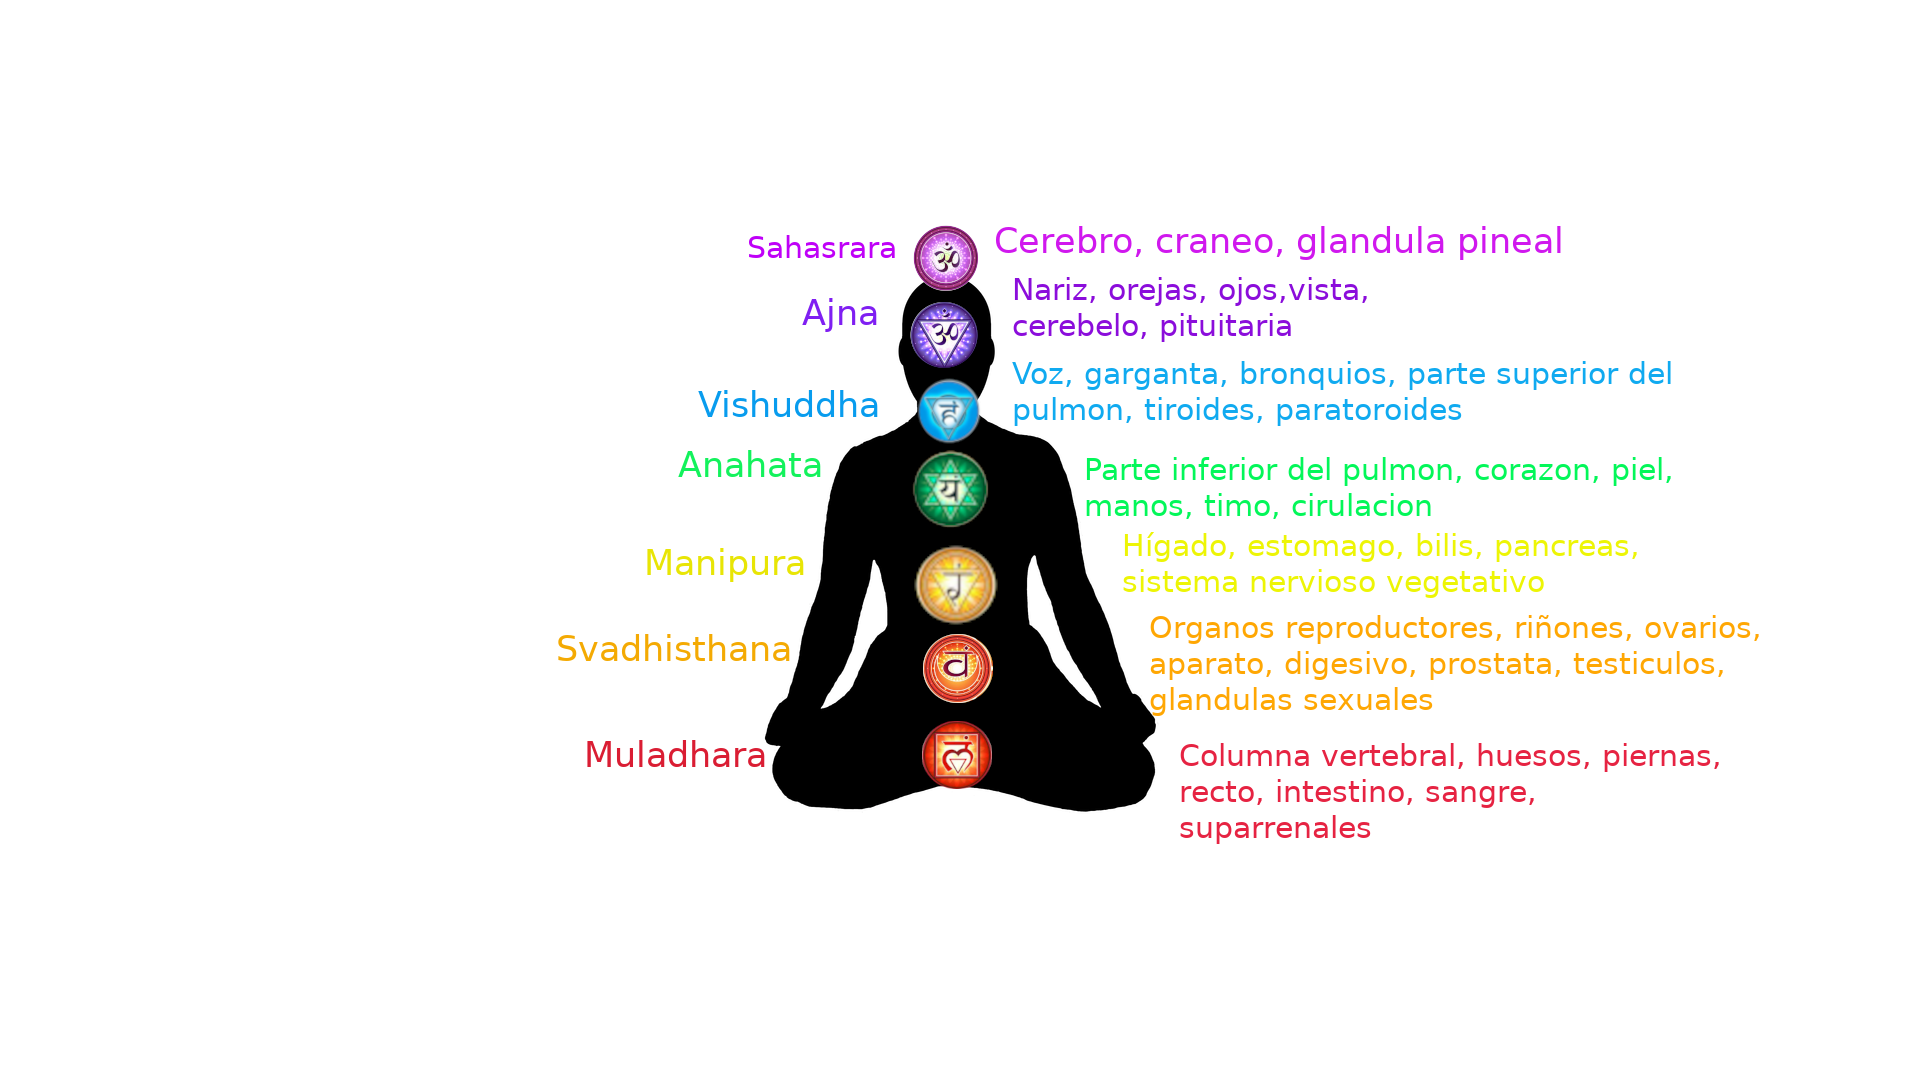 Sahasrara
ॐ
Cerebro, craneo, glandula pineal
Ajna
ॐ
Nariz, orejas, ojos,vista,
cerebelo, pituitaria
Vishuddha
हं
Voz, garganta, bronquios, parte superior del
pulmon, tiroides, paratoroides
Anahata
यं
Parte inferior del pulmon, corazon, piel,
manos, timo, cirulacion
Manipura
रं
Hígado, estomago, bilis, pancreas,
sistema nervioso vegetativo
Svadhisthana
वं
Organos reproductores, riñones, ovarios,
aparato, digesivo, prostata, testiculos,
glandulas sexuales
Muladhara
लं
Columna vertebral, huesos, piernas,
recto, intestino, sangre,
suparrenales